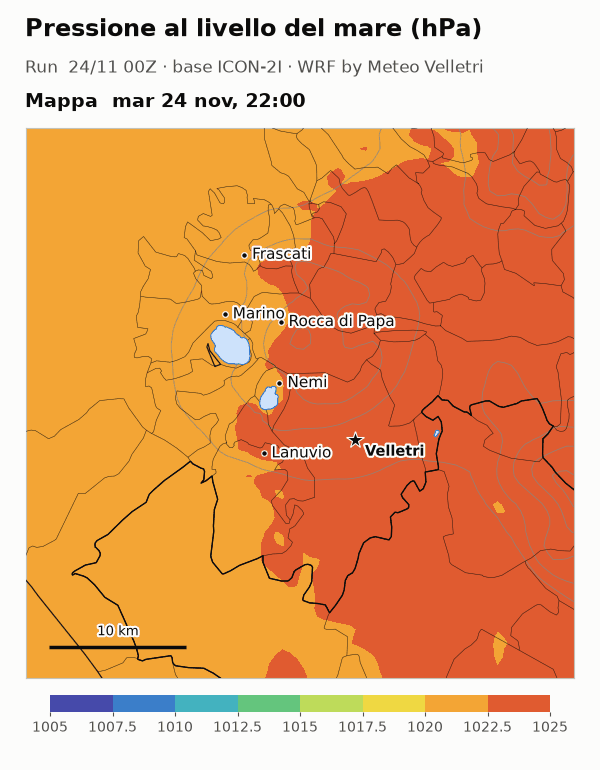 Pressione al livello del mare (hPa)
Run 24/11 00Z · base ICON-2I · WRF by Meteo Velletri
Mappa mar 24 nov, 22:00
Frascati
Marino
Rocca di Papa
Nemi
Velletri
Lanuvio
10 km
1005 1007.5 1010 1012.5 1015 1017.5 1020 1022.5 1025